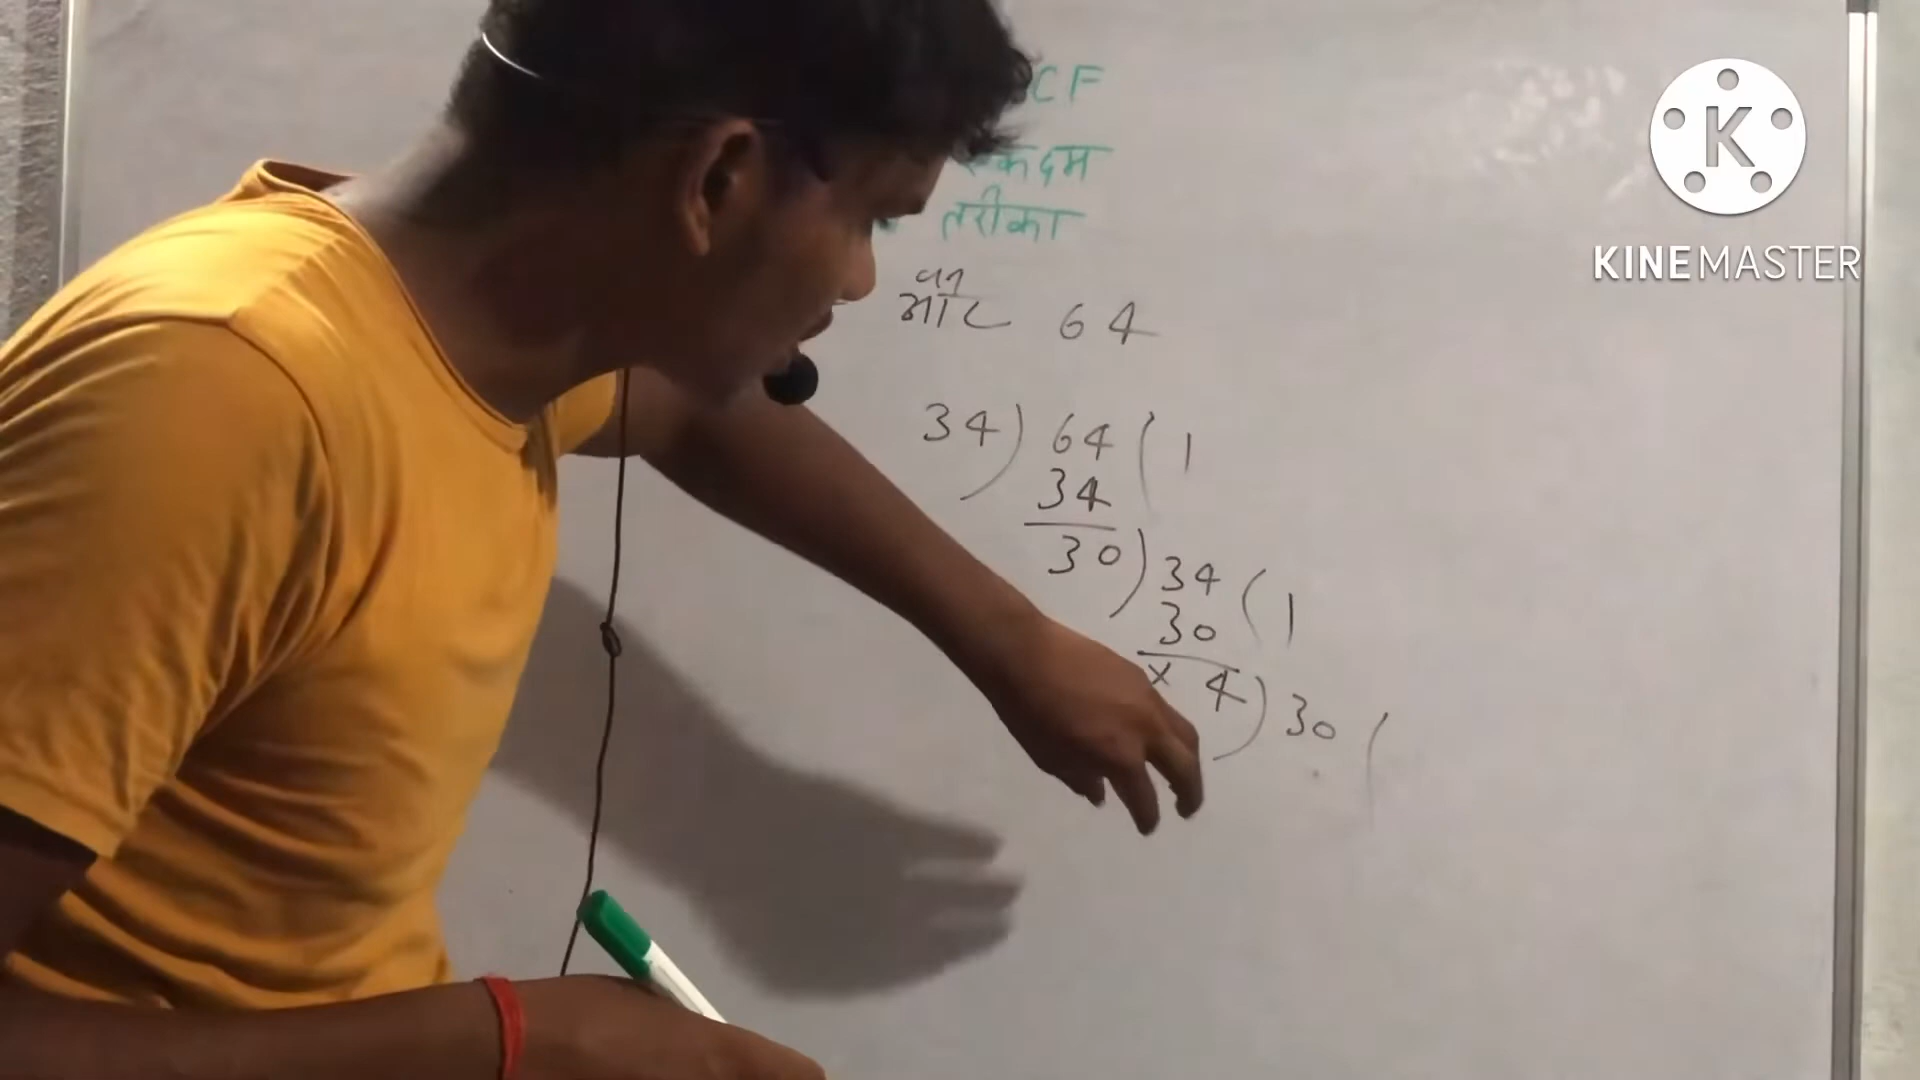 CF
एकदम
तरीका
और 64
34) 64 (1
34
30) 34 (1
30
x 4) 30 (
K
KINEMASTER